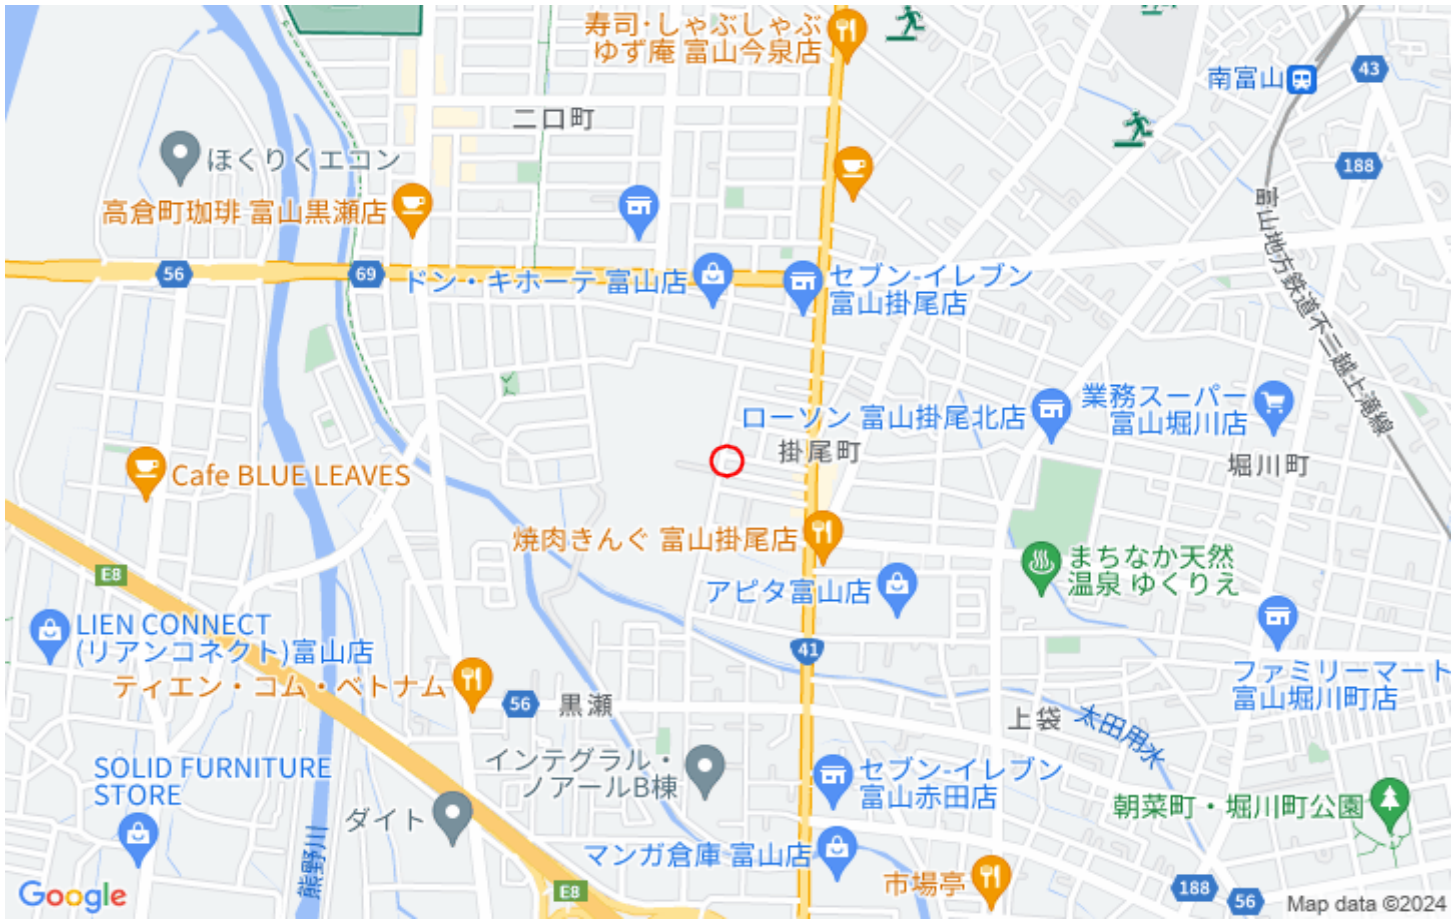 寿司·しゃぶしゃぶ
ゆず庵 富山今泉店
南富山
43
二口町
188
ほくりくエコン
高倉町珈琲 富山黒瀬店
富山地方鉄道不二越上滝線
56
69
ドン・キホーテ 富山店
セブン-イレブン
富山掛尾店
業務スーパー
富山堀川店
ローソン 富山掛尾北店
掛尾町
堀川町
Cafe BLUE LEAVES
焼肉きんぐ 富山掛尾店
まちなか天然
温泉 ゆくりえ
E8
アピタ富山店
LIEN CONNECT
(リアンコネクト)富山店
41
ファミリーマート
富山堀川町店
ティエン・コム・ベトナム
56
黒瀬
上袋
太田用水
インテグラル・
ノアールB棟
SOLID FURNITURE
STORE
セブン-イレブン
富山赤田店
朝菜町・堀川町公園
ダイト
マンガ倉庫 富山店
熊野川
市場亭
E8
188
56
Google
Map data ©2024